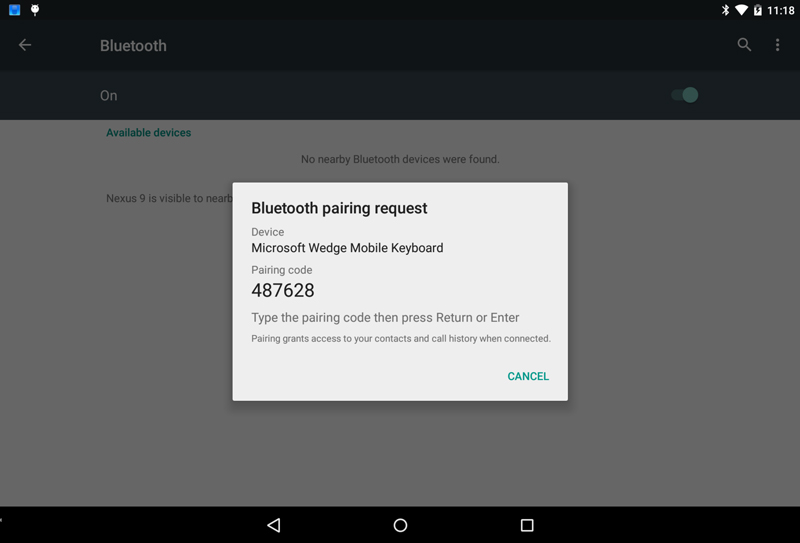 11:18
Bluetooth
On
Available devices
No nearby Bluetooth devices were found.
Nexus 9 is visible to nearb
Bluetooth pairing request
Device
Microsoft Wedge Mobile Keyboard
Pairing code
487628
Type the pairing code then press Return or Enter
Pairing grants access to your contacts and call history when connected.
CANCEL